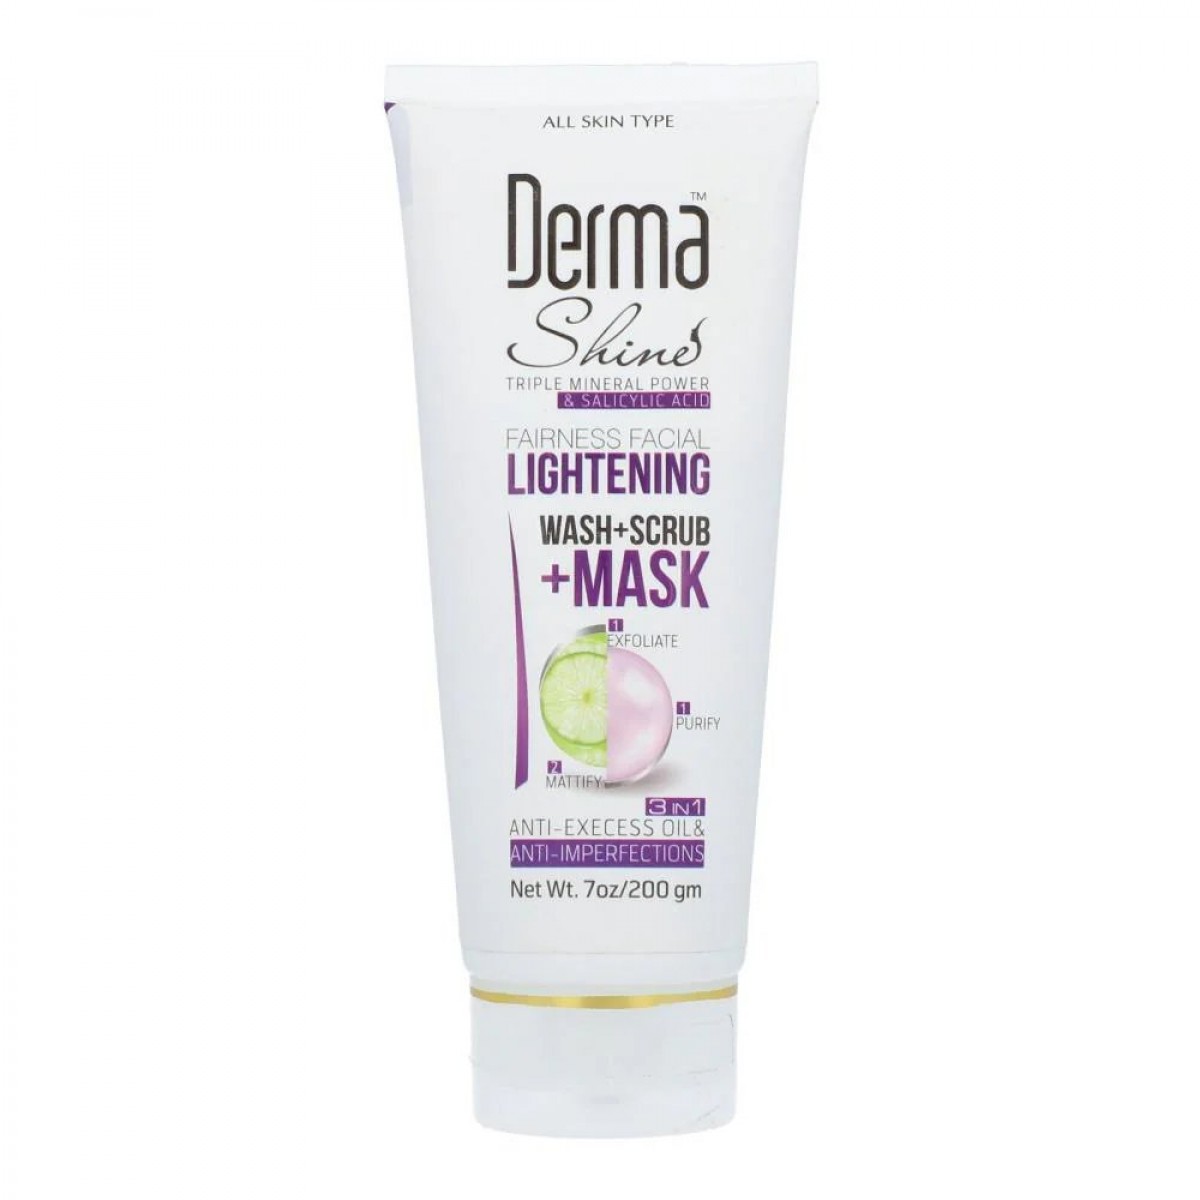 ALL SKIN TYPE
Derma™
Shine
TRIPLE MINERAL POWER
& SALICYLIC ACID
FAIRNESS FACIAL
LIGHTENING
WASH+SCRUB
+MASK
1
EXFOLIATE
1
PURIFY
2
MATTIFY
3 IN 1
ANTI-EXECESS OIL&
ANTI-IMPERFECTIONS
Net Wt. 7oz/200 gm